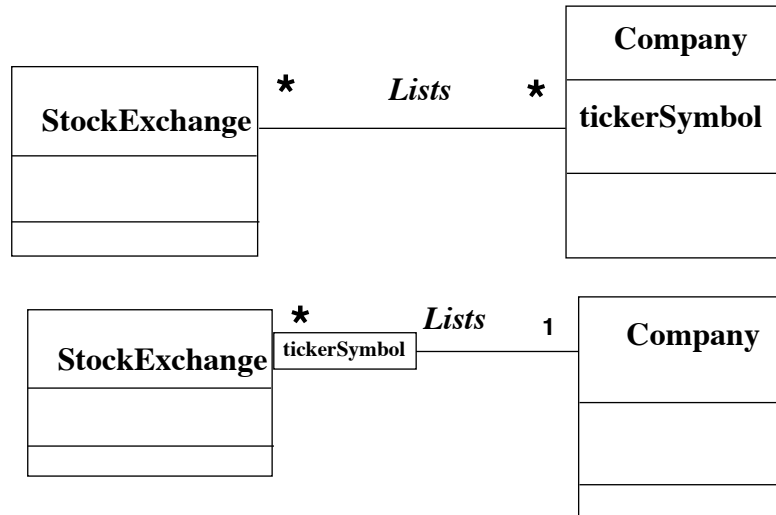 Company
* Lists *
StockExchange
tickerSymbol
* Lists 1
Company
StockExchange tickerSymbol